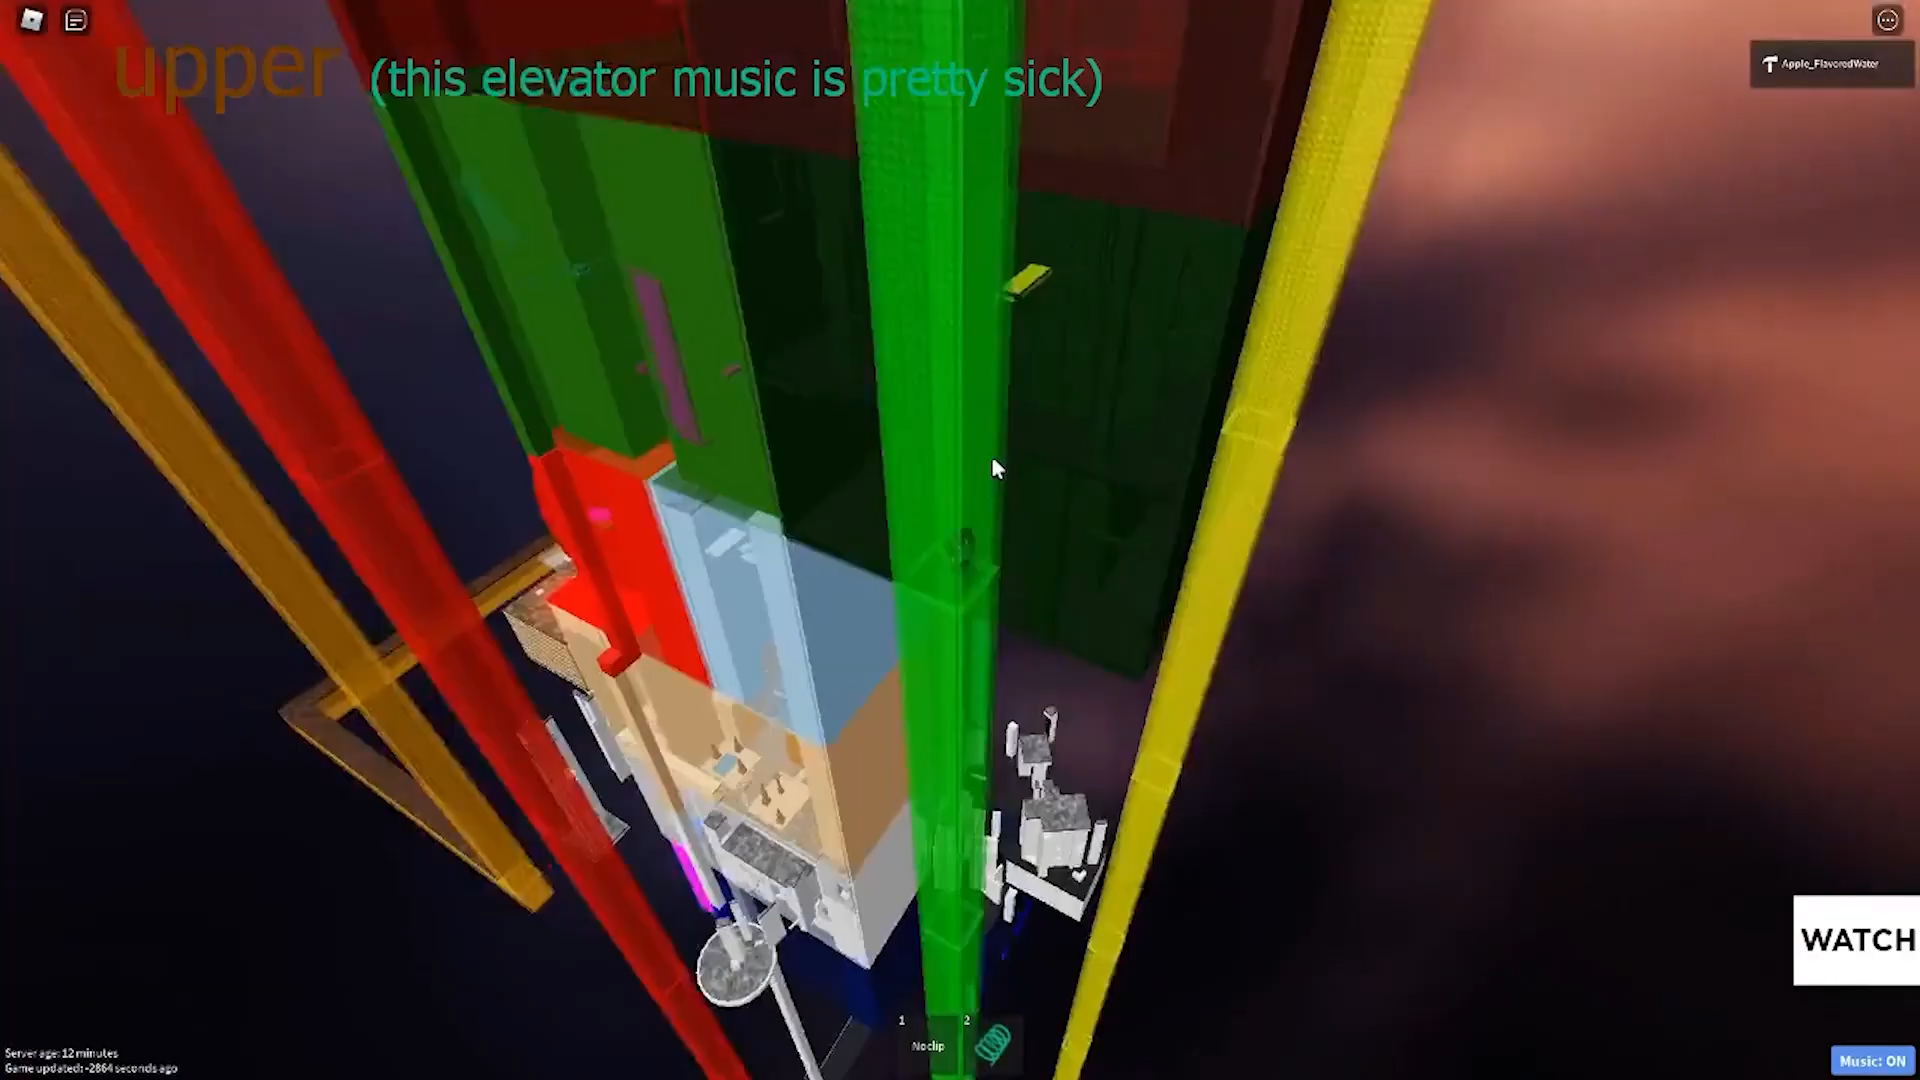 upper (this elevator music is pretty sick)
Apple_FlavoredWater
WATCH
1 2
Noclip
Server age: 12 minutes
Game updated: -2864 seconds ago
Music: ON